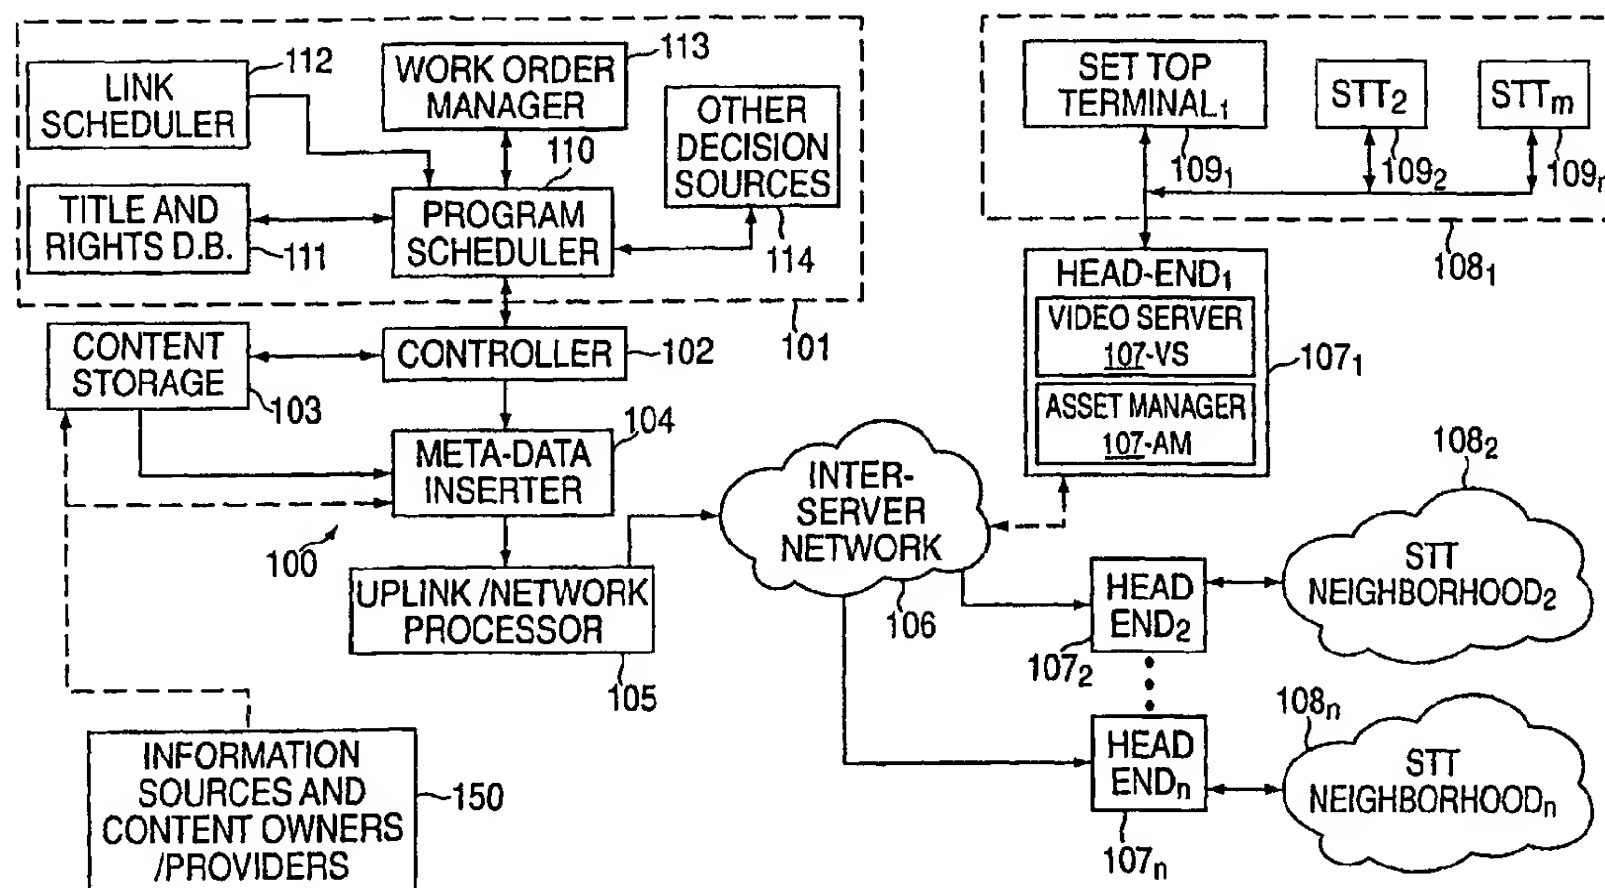 LINK
SCHEDULER
112
WORK ORDER
MANAGER
113
OTHER
DECISION
SOURCES
114
TITLE AND
RIGHTS D.B.
111
110
PROGRAM
SCHEDULER
101
CONTENT
STORAGE
103
CONTROLLER
102
META-DATA
INSERTER
104
100
UPLINK /NETWORK
PROCESSOR
105
INFORMATION
SOURCES AND
CONTENT OWNERS
/PROVIDERS
150
INTER-
SERVER
NETWORK
106
SET TOP
TERMINAL₁
109₁
STT₂
109₂
STTₘ
108₁
HEAD-END₁
VIDEO SERVER
107-VS
ASSET MANAGER
107-AM
107₁
HEAD
END₂
107₂
108₂
STT
NEIGHBORHOOD₂
HEAD
ENDₙ
107ₙ
108ₙ
STT
NEIGHBORHOODₙ